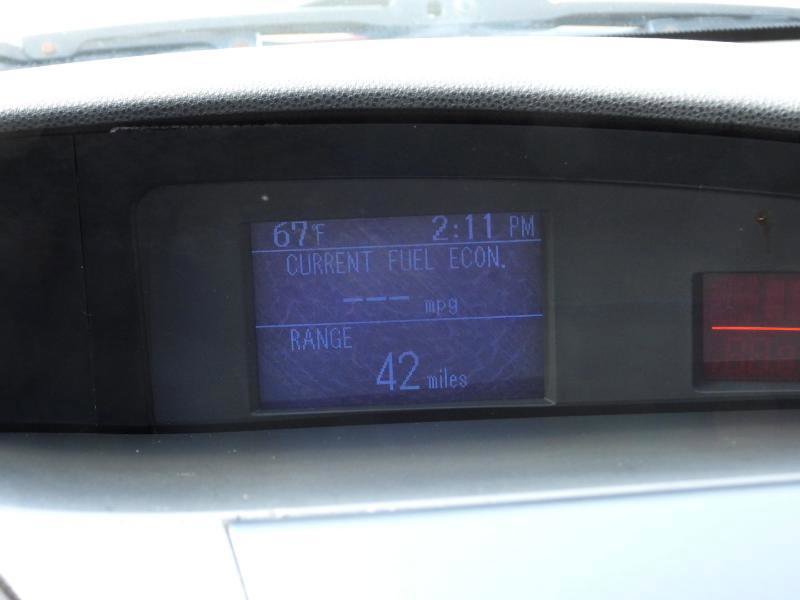 67°F 2:11 PM
CURRENT FUEL ECON.
--- mpg
RANGE
42 miles